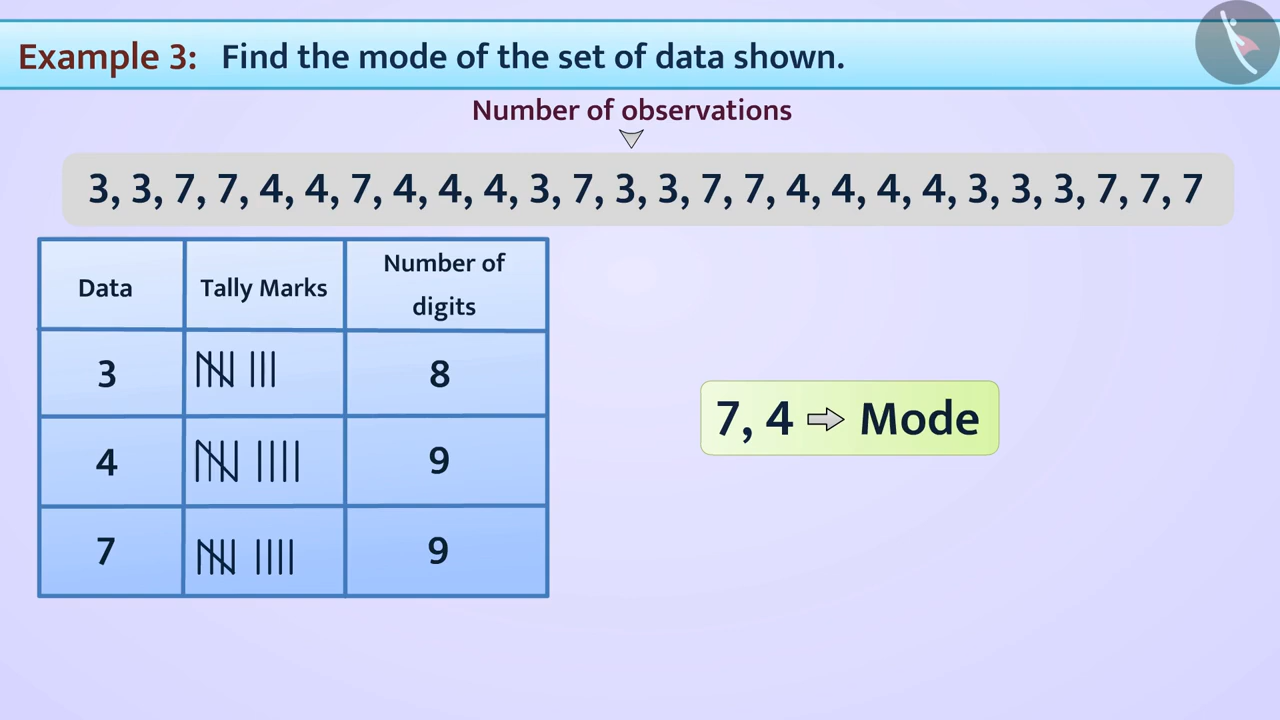 Example 3: Find the mode of the set of data shown.
Number of observations
3, 3, 7, 7, 4, 4, 7, 4, 4, 4, 3, 7, 3, 3, 7, 7, 4, 4, 4, 4, 3, 3, 3, 7, 7, 7
Data Tally Marks Number of digits
3 8
4 9
7 9
7, 4 ⇨ Mode